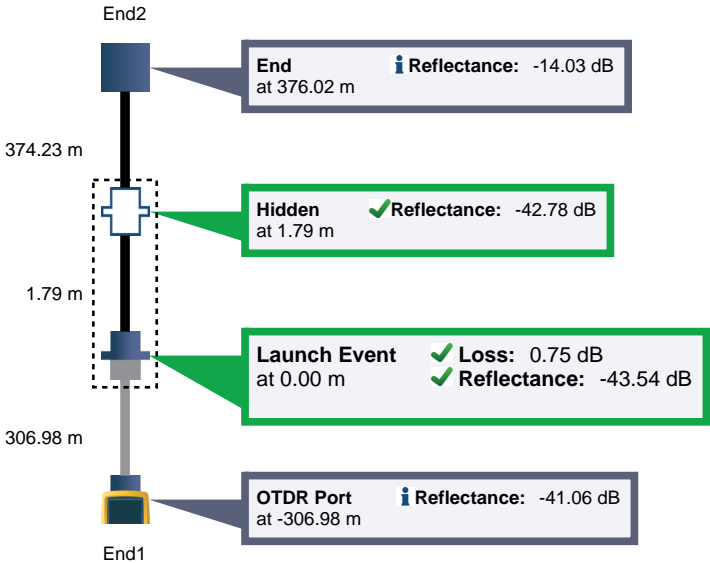 End2
End Reflectance: -14.03 dB
at 376.02 m
374.23 m
Hidden Reflectance: -42.78 dB
at 1.79 m
1.79 m
Launch Event Loss: 0.75 dB
at 0.00 m Reflectance: -43.54 dB
306.98 m
OTDR Port Reflectance: -41.06 dB
at -306.98 m
End1